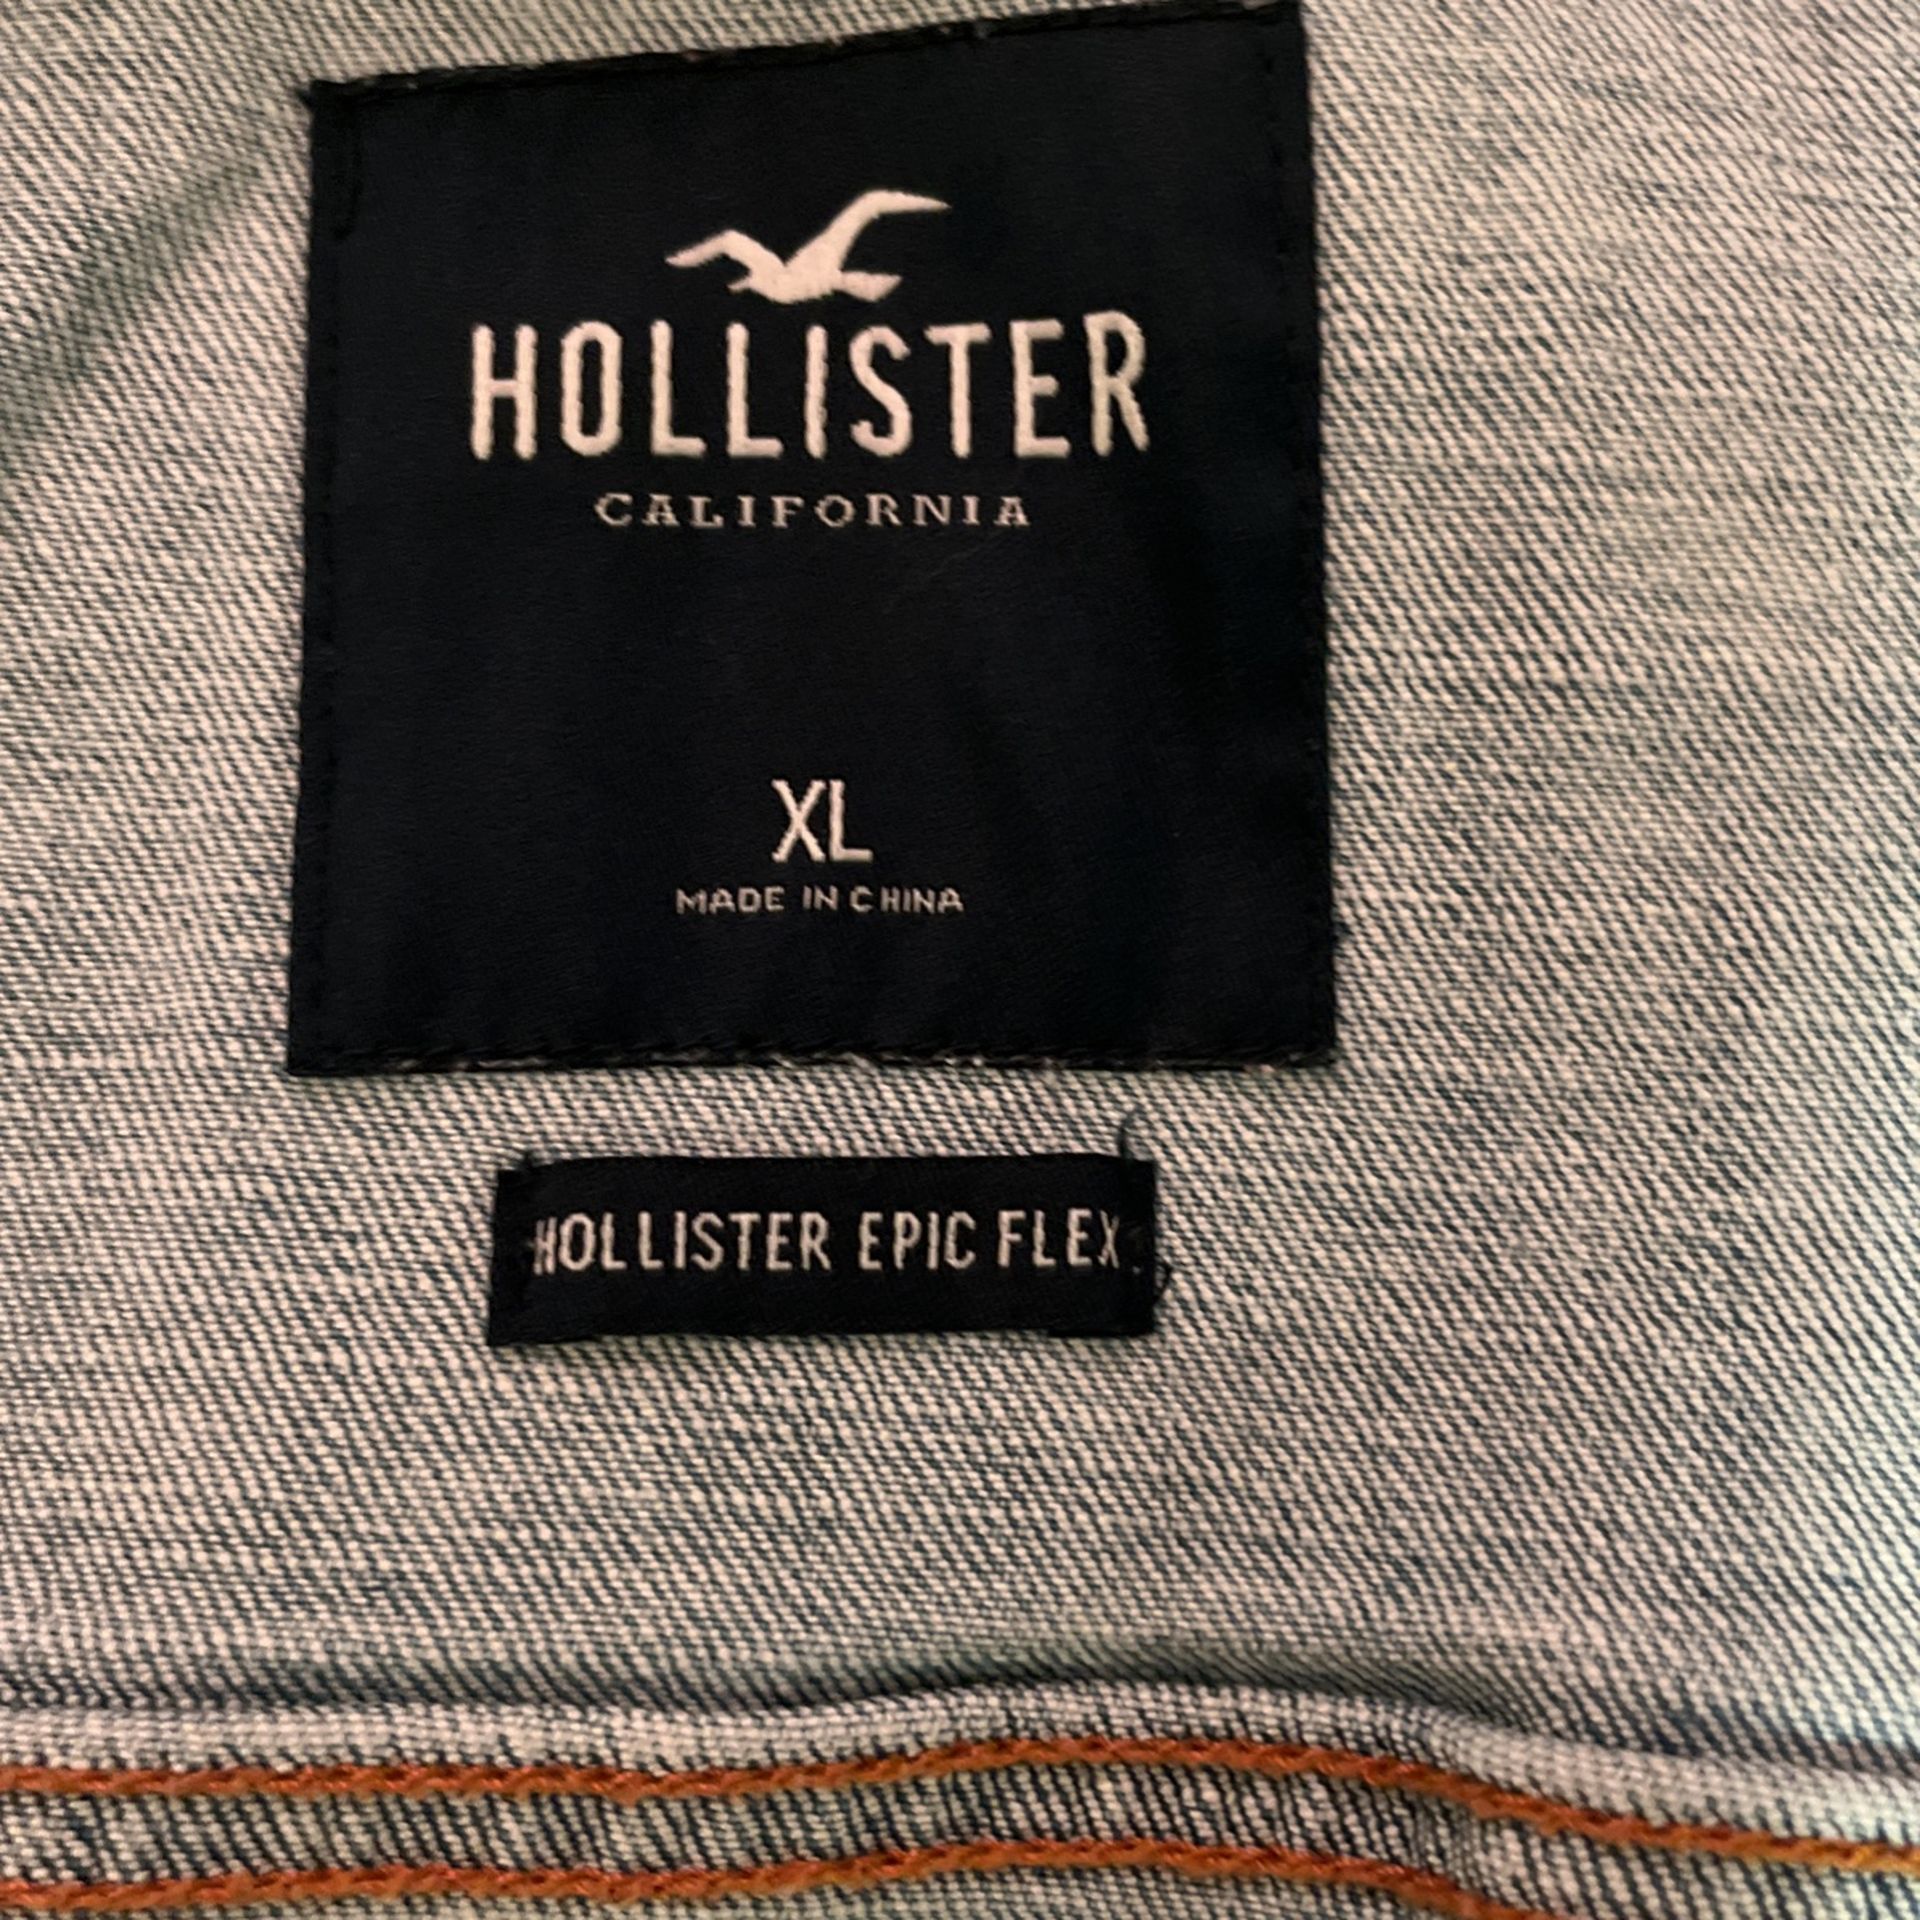 HOLLISTER
CALIFORNIA
XL
MADE IN CHINA
HOLLISTER EPIC FLEX